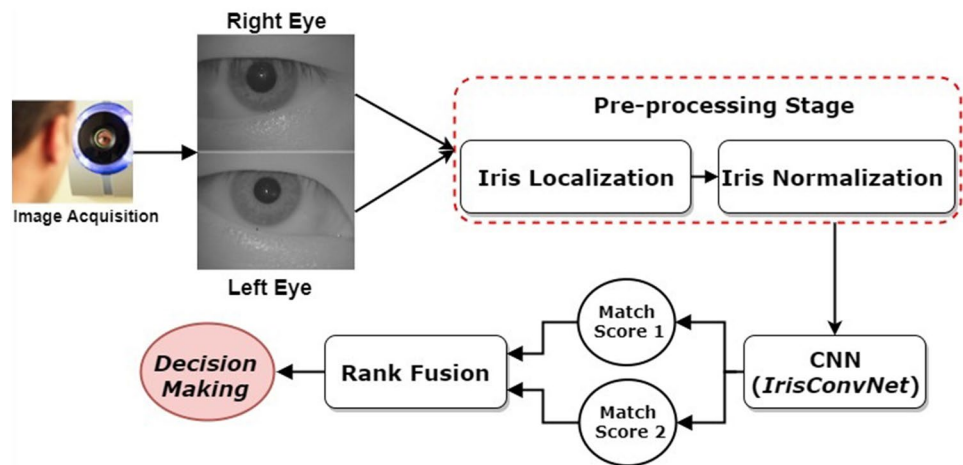 Right Eye
Image Acquisition
Left Eye
Pre-processing Stage
Iris Localization
Iris Normalization
CNN
(IrisConvNet)
Match
Score 1
Match
Score 2
Rank Fusion
Decision
Making